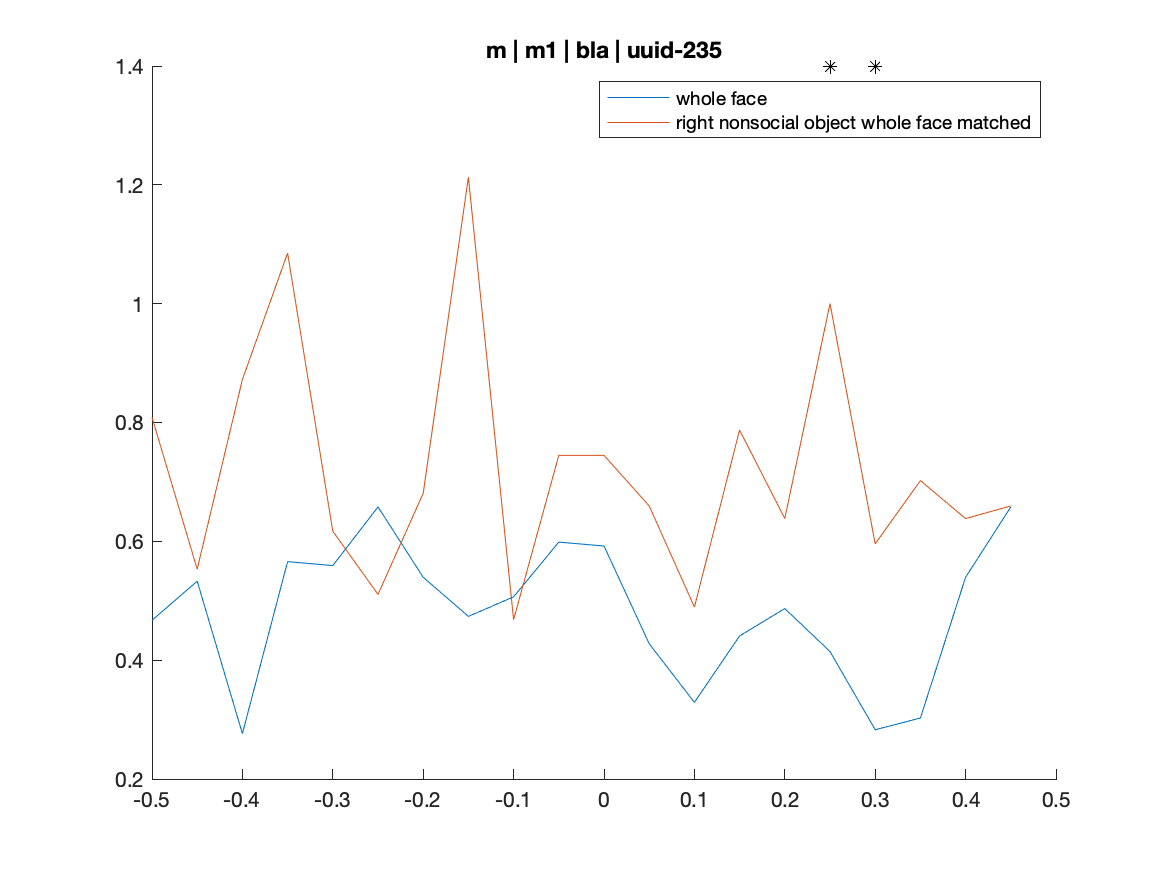 m | m1 | bla | uuid-235
1.4
whole face
right nonsocial object whole face matched
1.2
1
0.8
0.6
0.4
0.2
-0.5 -0.4 -0.3 -0.2 -0.1 0 0.1 0.2 0.3 0.4 0.5